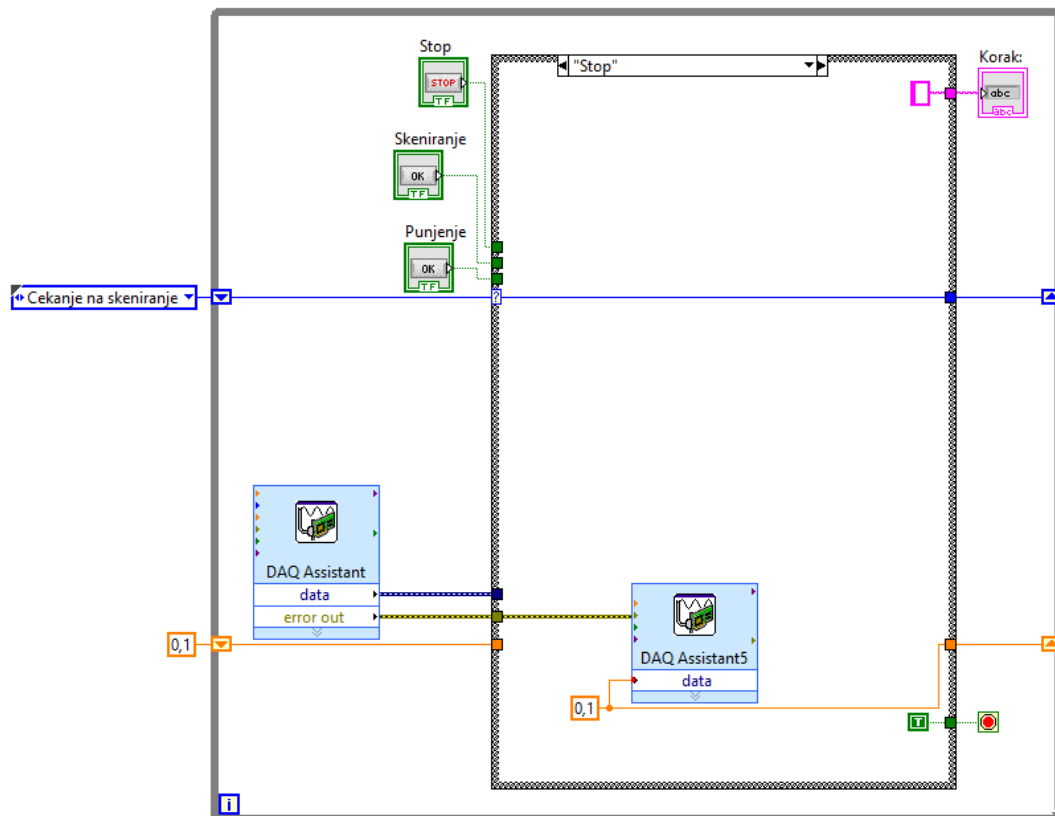 Stop
STOP
TF
"Stop"
Korak:
abc
abc
Skeniranje
OK
TF
Punjenje
OK
TF
Cekanje na skeniranje
?
DAQ Assistant
data
error out
0,1
DAQ Assistant5
data
0,1
T
i